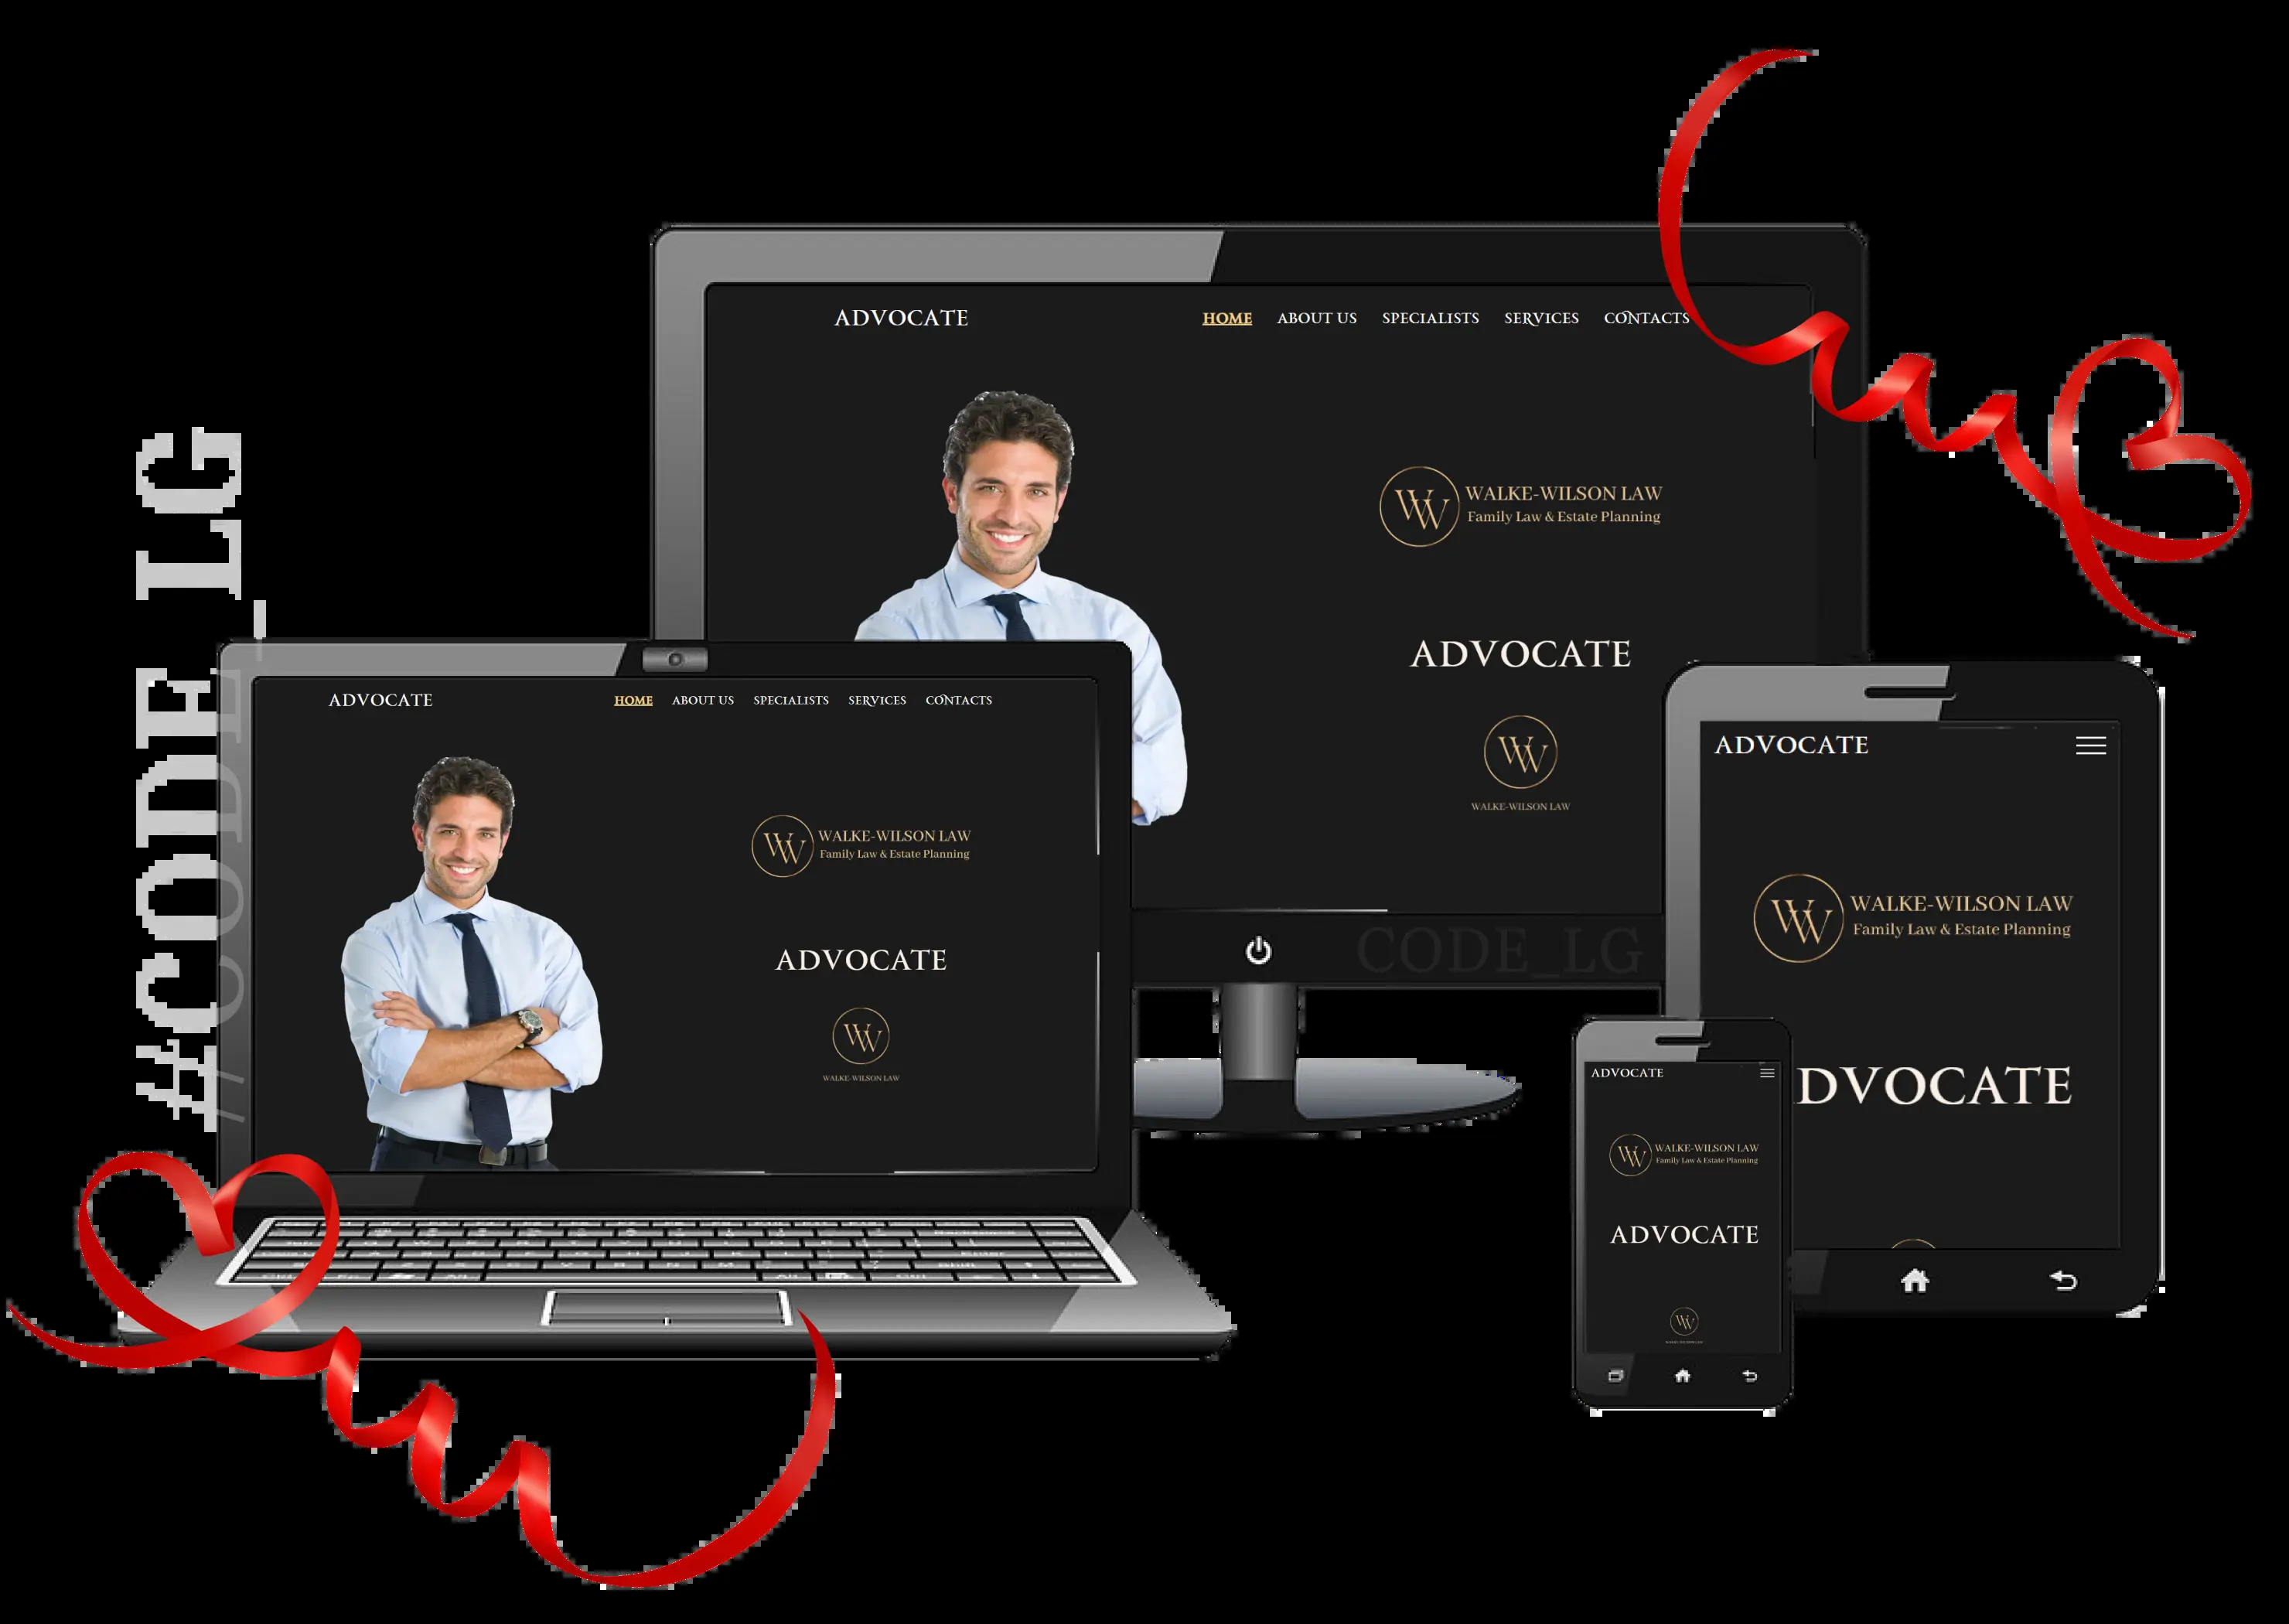 #CODE_LG
ADVOCATE
HOME ABOUT US SPECIALISTS SERVICES CONTACTS
WALKE-WILSON LAW
Family Law & Estate Planning
ADVOCATE
WALKE-WILSON LAW
CODE_LG
ADVOCATE
HOME ABOUT US SPECIALISTS SERVICES CONTACTS
WALKE-WILSON LAW
Family Law & Estate Planning
ADVOCATE
WALKE-WILSON LAW
ADVOCATE
WALKE-WILSON LAW
Family Law & Estate Planning
DVOCATE
ADVOCATE
WALKE-WILSON LAW
Family Law & Estate Planning
ADVOCATE